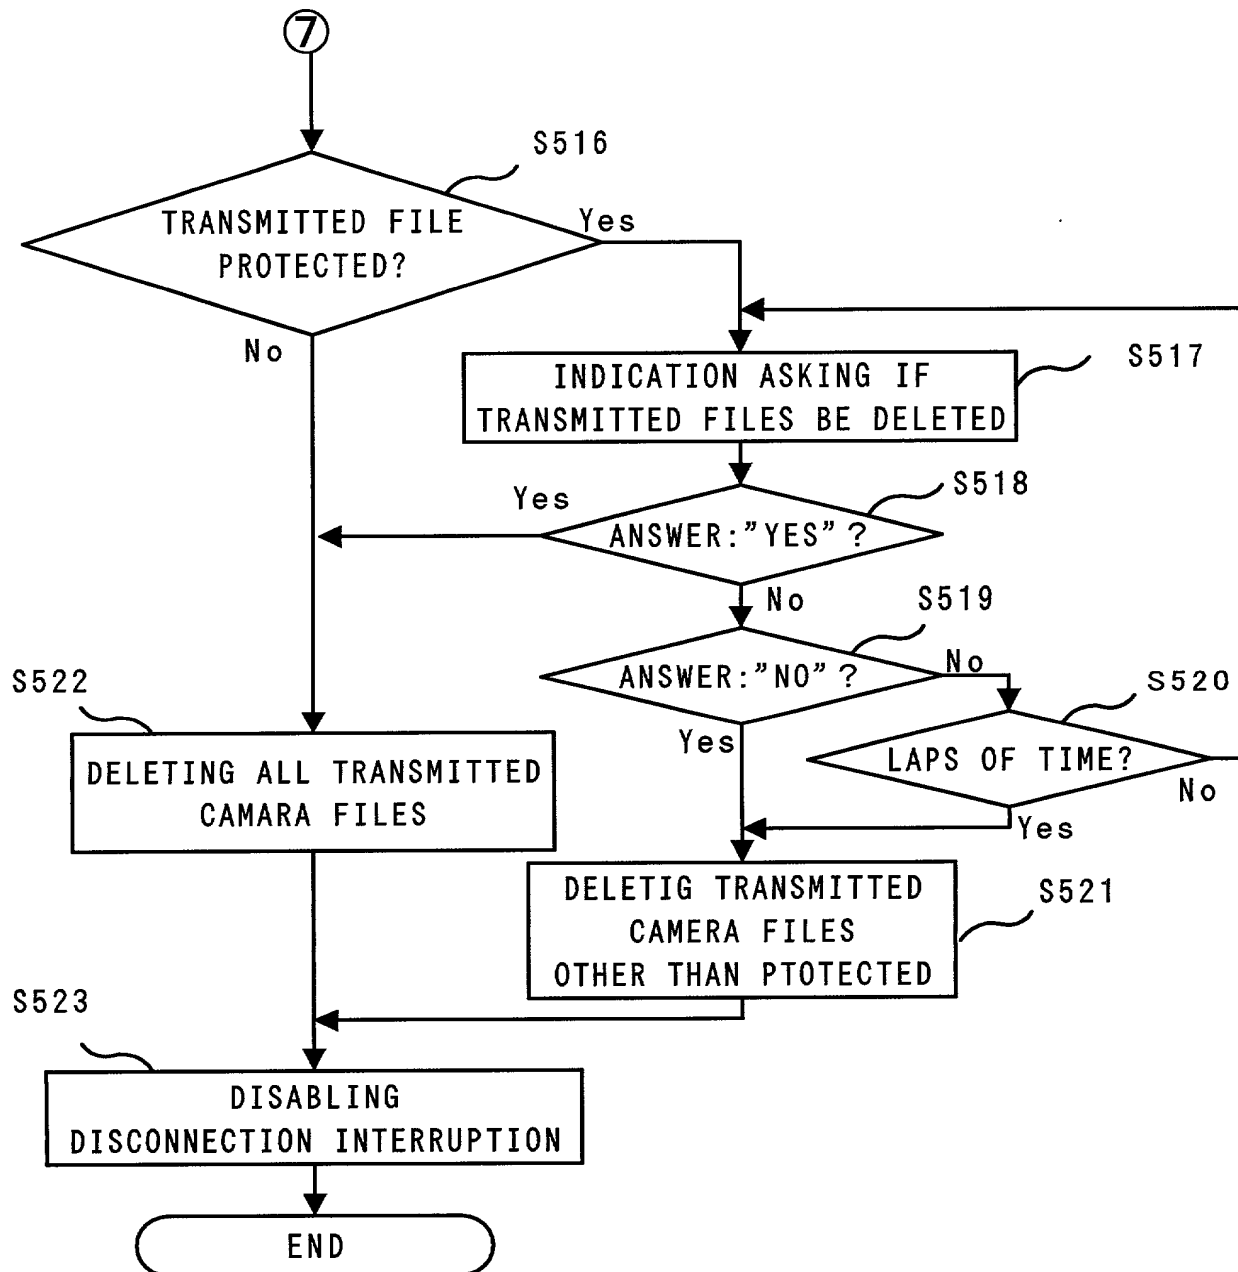 7
S516
TRANSMITTED FILE
PROTECTED?
Yes
No
S517
INDICATION ASKING IF
TRANSMITTED FILES BE DELETED
S518
Yes
ANSWER:"YES"?
No
S519
ANSWER:"NO"?
No
S520
Yes
LAPS OF TIME?
No
Yes
S522
DELETING ALL TRANSMITTED
CAMARA FILES
S521
DELETIG TRANSMITTED
CAMERA FILES
OTHER THAN PTOTECTED
S523
DISABLING
DISCONNECTION INTERRUPTION
END